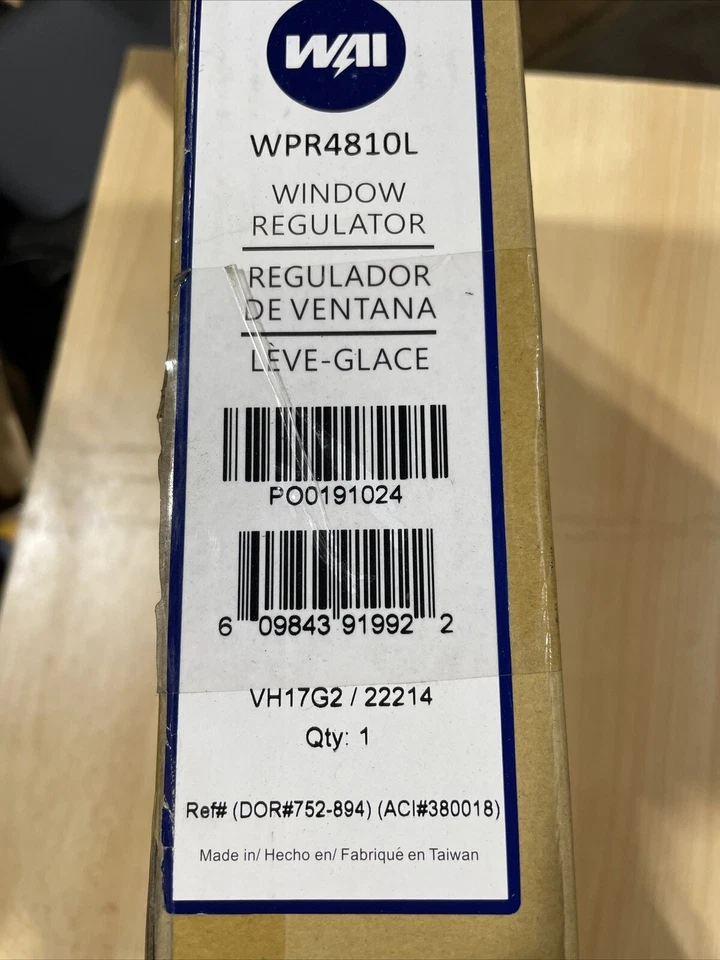 WAI
WPR4810L
WINDOW
REGULATOR
REGULADOR
DE VENTANA
LÈVE-GLACE
PO0191024
6 09843 91992 2
VH17G2 / 22214
Qty: 1
Ref# (DOR#752-894) (ACI#380018)
Made in/ Hecho en/ Fabriqué en Taiwan